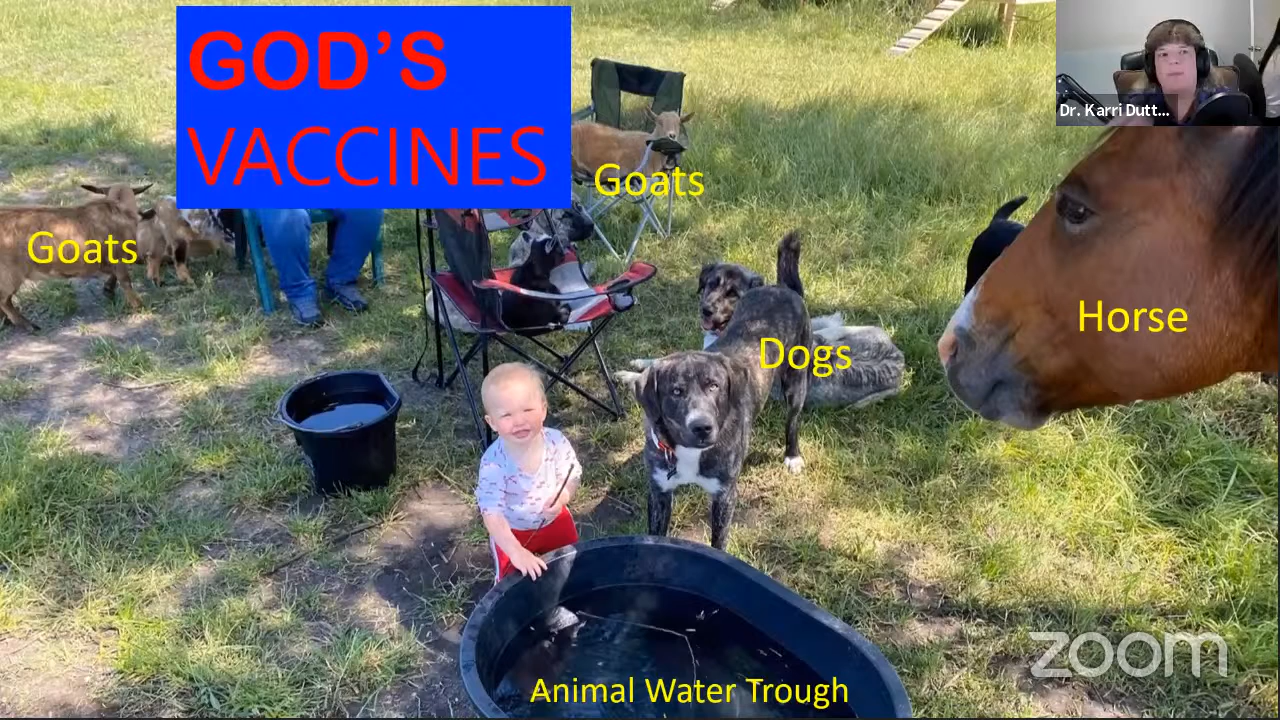 GOD'S
VACCINES
Dr. Karri Dutt...
Goats
Goats
Horse
Dogs
zoom
Animal Water Trough